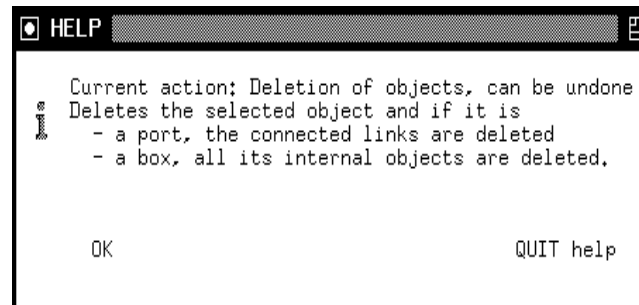 HELP
Current action: Deletion of objects, can be undone
Deletes the selected object and if it is
- a port, the connected links are deleted
- a box, all its internal objects are deleted.
OK QUIT help